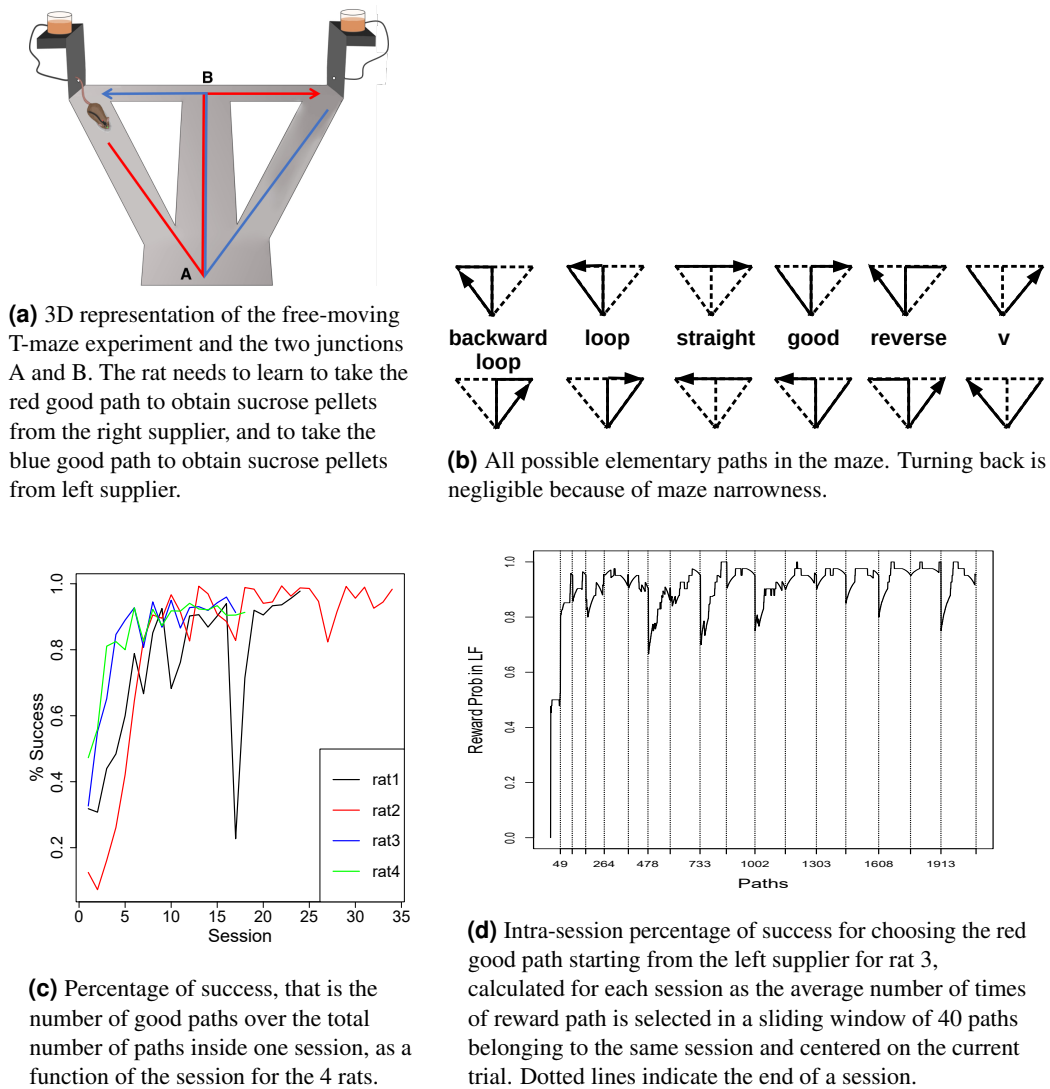 B
A
(a) 3D representation of the free-moving
T-maze experiment and the two junctions
A and B. The rat needs to learn to take the
red good path to obtain sucrose pellets
from the right supplier, and to take the
blue good path to obtain sucrose pellets
from left supplier.
backward
loop
loop
straight
good
reverse
v
(b) All possible elementary paths in the maze. Turning back is
negligible because of maze narrowness.
% Success
1.0
0.8
0.6
0.4
0.2
rat1
rat2
rat3
rat4
0 5 10 15 20 25 30 35
Session
(c) Percentage of success, that is the
number of good paths over the total
number of paths inside one session, as a
function of the session for the 4 rats.
Reward Prob in LF
1.0
0.8
0.6
0.4
0.2
0.0
49 264 478 733 1002 1303 1608 1913
Paths
(d) Intra-session percentage of success for choosing the red
good path starting from the left supplier for rat 3,
calculated for each session as the average number of times
of reward path is selected in a sliding window of 40 paths
belonging to the same session and centered on the current
trial. Dotted lines indicate the end of a session.